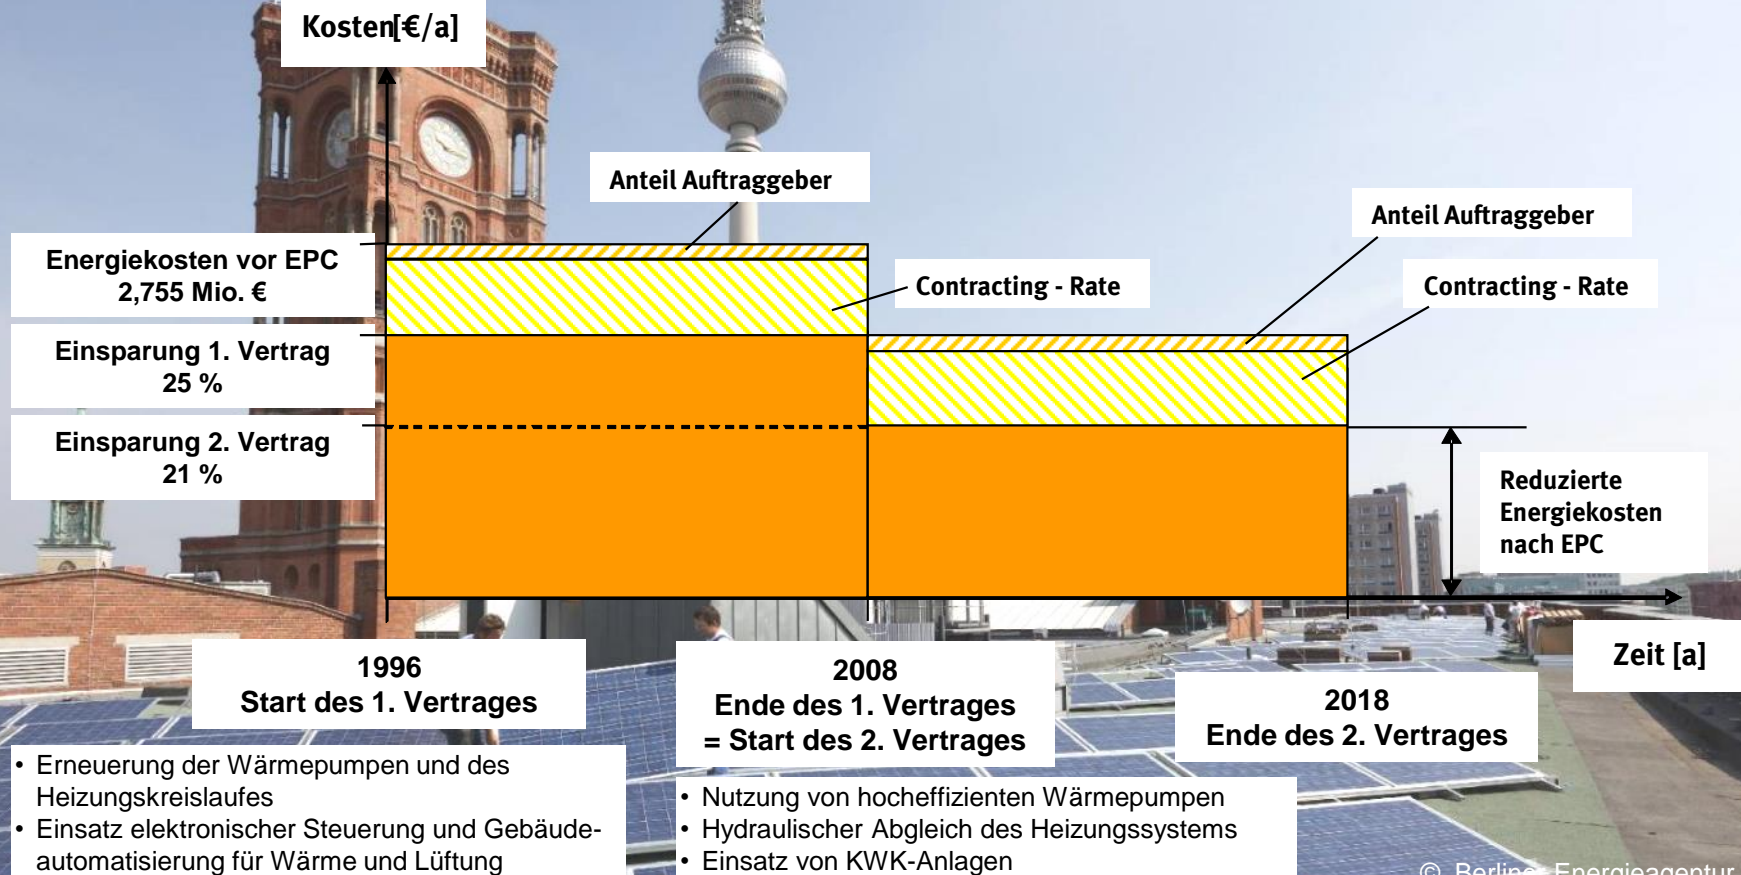 Kosten[€/a]
Anteil Auftraggeber
Anteil Auftraggeber
Energiekosten vor EPC
2,755 Mio. €
Contracting - Rate
Contracting - Rate
Einsparung 1. Vertrag
25 %
Einsparung 2. Vertrag
21 %
Reduzierte
Energiekosten
nach EPC
Zeit [a]
1996
Start des 1. Vertrages
2008
Ende des 1. Vertrages
= Start des 2. Vertrages
2018
Ende des 2. Vertrages
• Erneuerung der Wärmepumpen und des
Heizungskreislaufes
• Einsatz elektronischer Steuerung und Gebäude-
automatisierung für Wärme und Lüftung
• Nutzung von hocheffizienten Wärmepumpen
• Hydraulischer Abgleich des Heizungssystems
• Einsatz von KWK-Anlagen
© Berliner Energieagentur